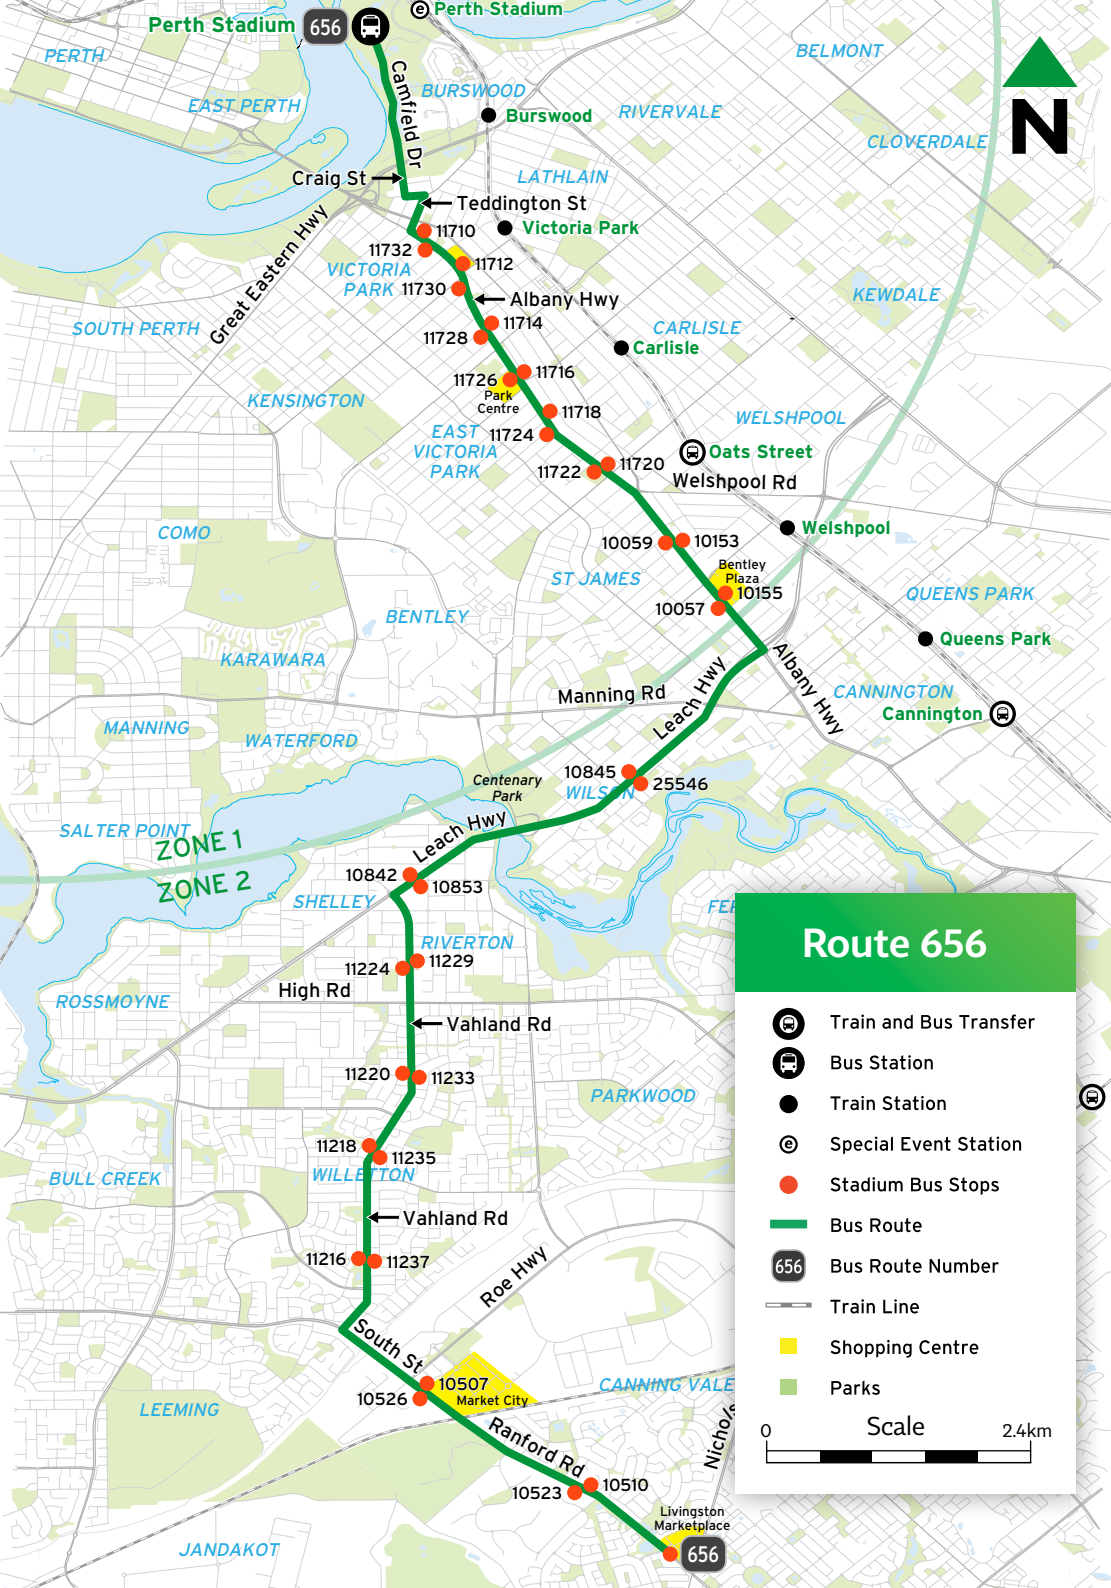 Perth Stadium
656
e
Perth Stadium
PERTH
BELMONT
EAST PERTH
BURSWOOD
Burswood
RIVERVALE
N
Camfield Dr
CLOVERDALE
Craig St
LATHLAIN
Teddington St
Great Eastern Hwy
11710
Victoria Park
11732
11712
VICTORIA
PARK
11730
Albany Hwy
KEWDALE
SOUTH PERTH
11714
CARLISLE
11728
Carlisle
11716
11726
Park
Centre
KENSINGTON
11718
WELSHPOOL
EAST
VICTORIA
PARK
11724
Oats Street
11720
11722
Welshpool Rd
COMO
Welshpool
10059
10153
ST JAMES
Bentley
Plaza
10155
10057
QUEENS PARK
BENTLEY
Queens Park
KARAWARA
Albany Hwy
Manning Rd
Leach Hwy
CANNINGTON
Cannington
MANNING
WATERFORD
10845
25546
Centenary
Park
WILSON
SALTER POINT
ZONE 1
Leach Hwy
ZONE 2
10842
10853
SHELLEY
FER
RIVERTON
11229
11224
High Rd
ROSSMOYNE
Vahland Rd
11220
11233
PARKWOOD
11218
11235
WILLETTON
BULL CREEK
Vahland Rd
11216
11237
Roe Hwy
South St
10507
10526
Market City
CANNING VALE
LEEMING
Nichols
Ranford Rd
10510
10523
Livingston
Marketplace
656
JANDAKOT
Route 656
Train and Bus Transfer
Bus Station
Train Station
e
Special Event Station
Stadium Bus Stops
Bus Route
656
Bus Route Number
Train Line
Shopping Centre
Parks
Scale
0
2.4km